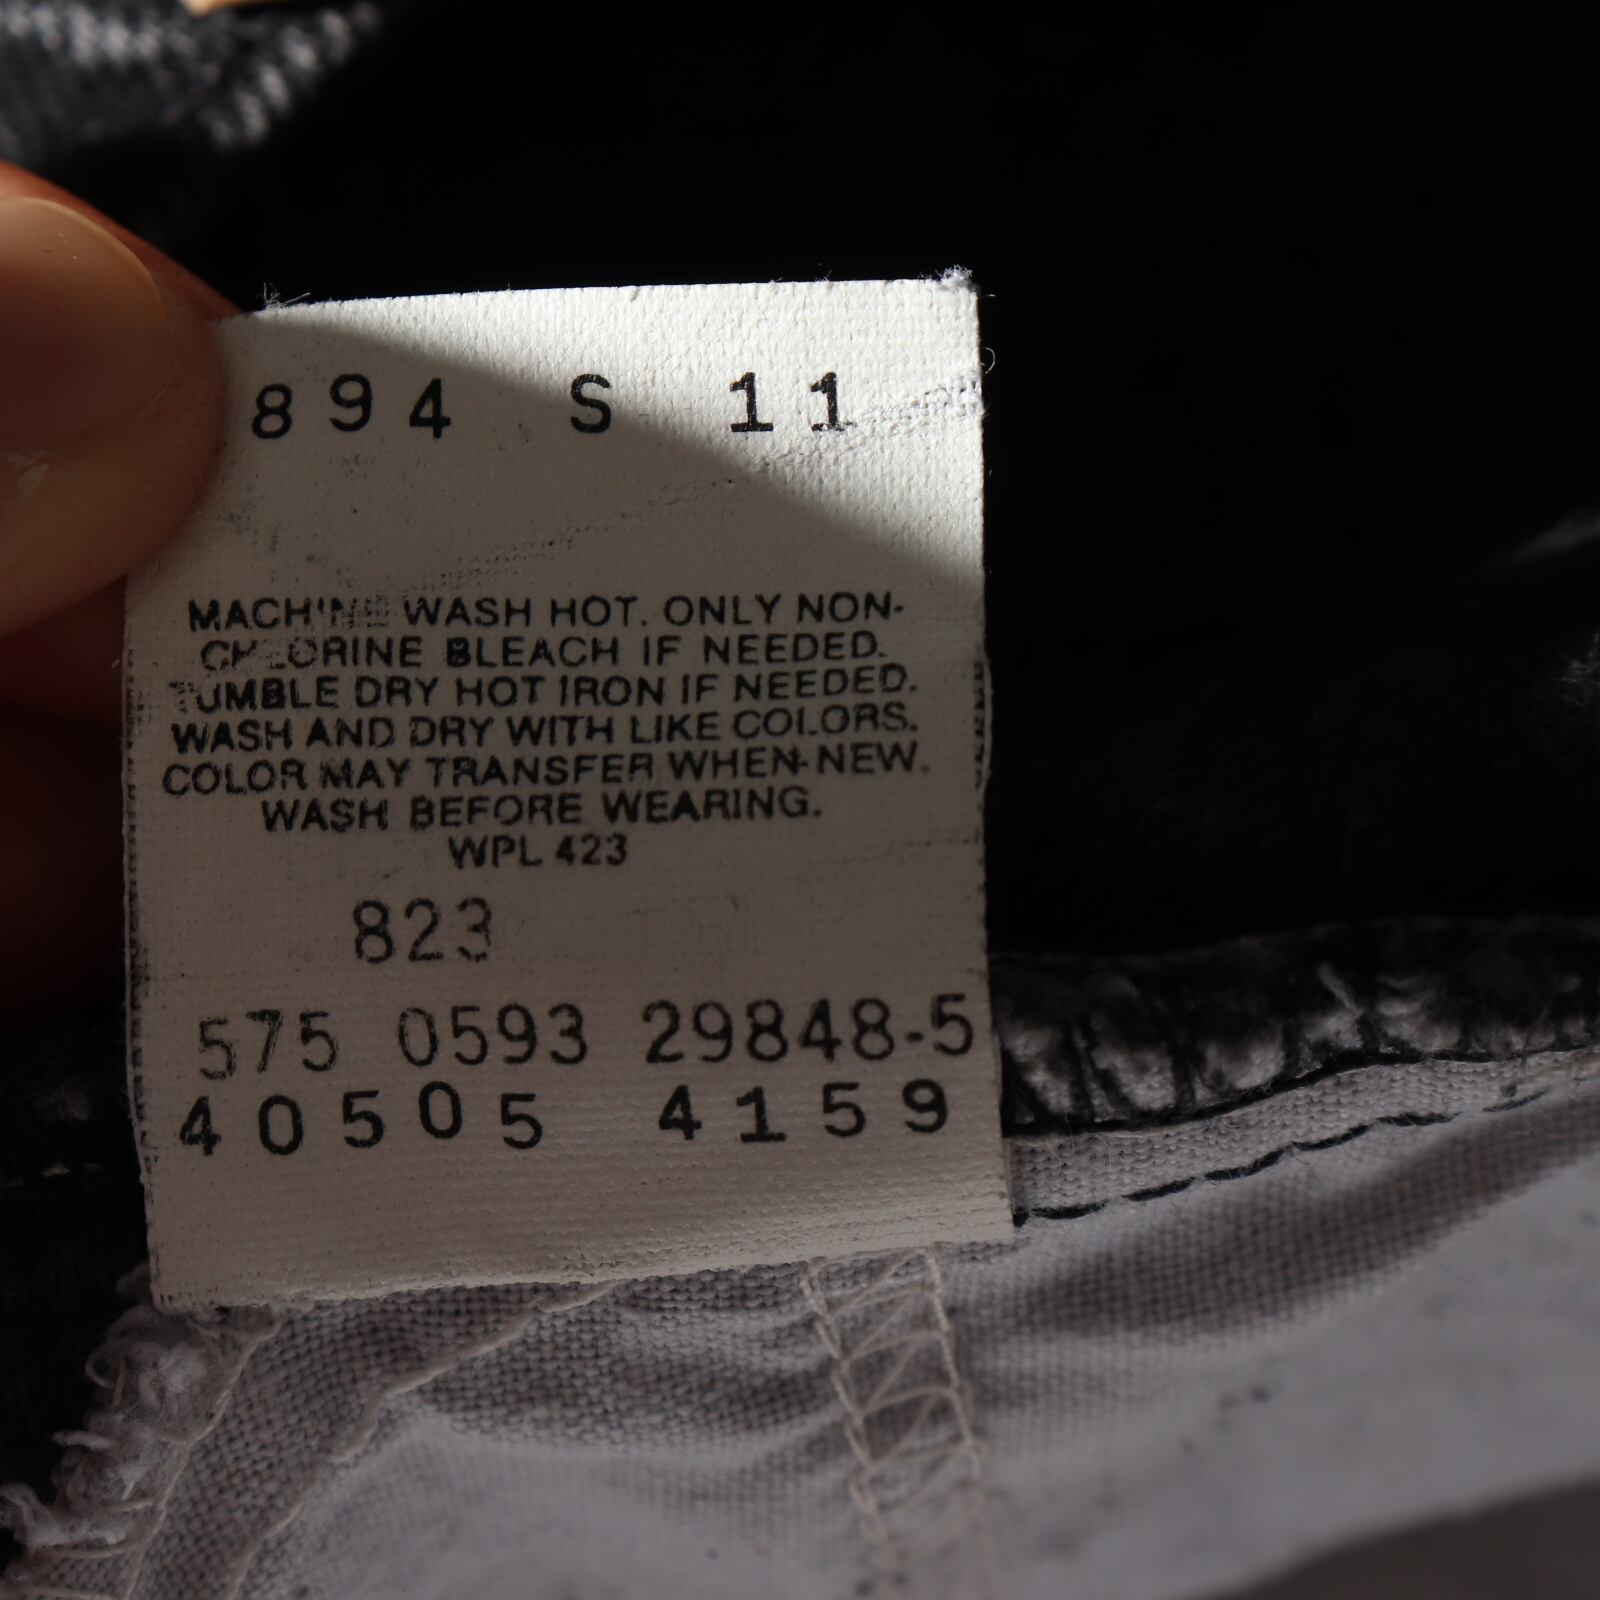 894 S 11
MACHINE WASH HOT. ONLY NON-
CHLORINE BLEACH IF NEEDED.
TUMBLE DRY HOT IRON IF NEEDED.
WASH AND DRY WITH LIKE COLORS.
COLOR MAY TRANSFER WHEN NEW.
WASH BEFORE WEARING.
WPL 423
823
575 0593 29848-5
40505 4159